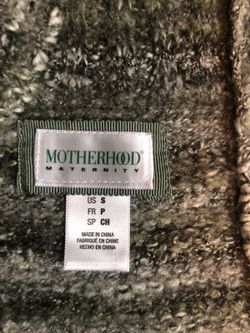 MOTHERHOOD®
MATERNITY
US S
FR P
SP CH
MADE IN CHINA
FABRIQUÉ EN CHINE
HECHO EN CHINA